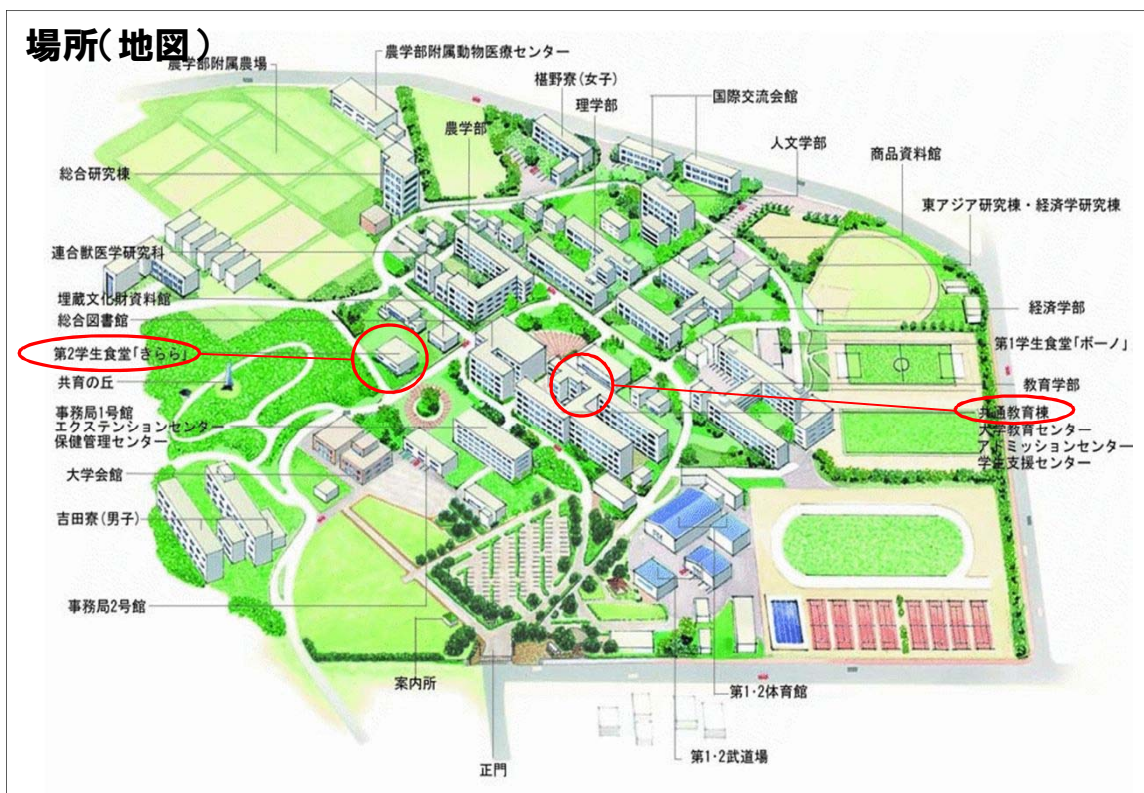 場所(地図)
農学部附属動物医療センター
農学部附属農場
椹野寮(女子)
国際交流会館
理学部
農学部
人文学部
商品資料館
総合研究棟
東アジア研究棟・経済学研究棟
連合獣医学研究科
埋蔵文化財資料館
経済学部
総合図書館
第1学生食堂「ボーノ」
第2学生食堂「きらら」
共育の丘
教育学部
事務局1号館
エクステンションセンター
保健管理センター
共通教育棟
大学教育センター
アドミッションセンター
学生支援センター
大学会館
吉田寮(男子)
事務局2号館
案内所
第1・2体育館
第1・2武道場
正門